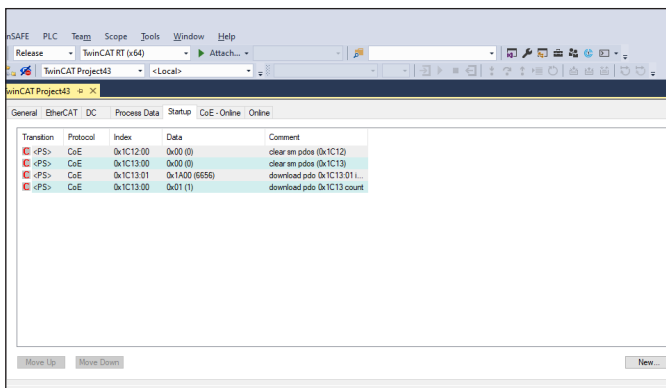 nSAFE PLC Team Scope Tools Window Help
Release TwinCAT RT (x64) Attach...
TwinCAT Project43 <Local>
winCAT Project43
General EtherCAT DC Process Data Startup CoE - Online Online
Transition Protocol Index Data Comment
C <PS> CoE 0x1C12:00 0x00 (0) clear sm pdos (0x1C12)
C <PS> CoE 0x1C13:00 0x00 (0) clear sm pdos (0x1C13)
C <PS> CoE 0x1C13:01 0x1A00 (6656) download pdo 0x1C13:01 i...
C <PS> CoE 0x1C13:00 0x01 (1) download pdo 0x1C13 count
Move Up Move Down New...